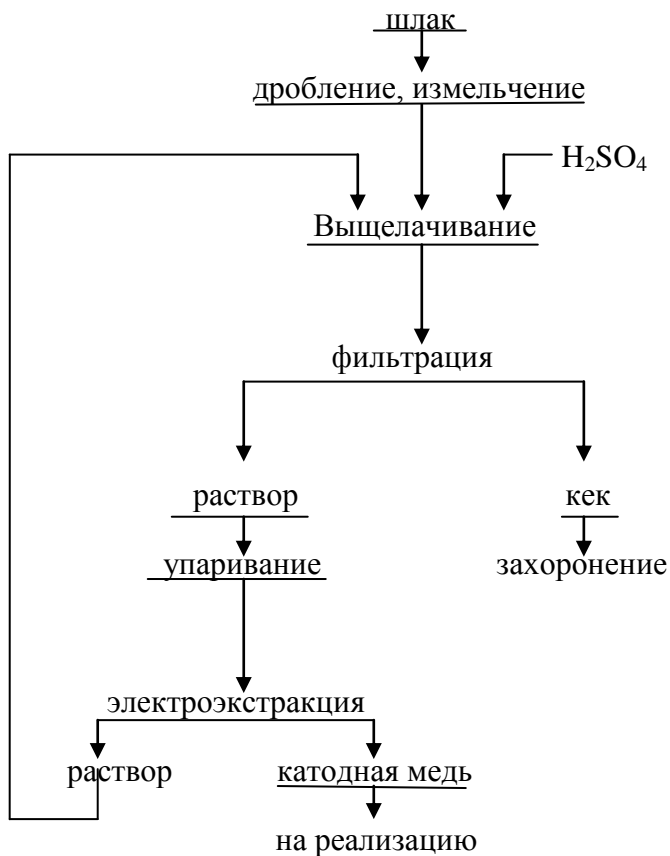 шлак
дробление, измельчение
H₂SO₄
Выщелачивание
фильтрация
раствор
кек
упаривание
захоронение
электроэкстракция
раствор
катодная медь
на реализацию